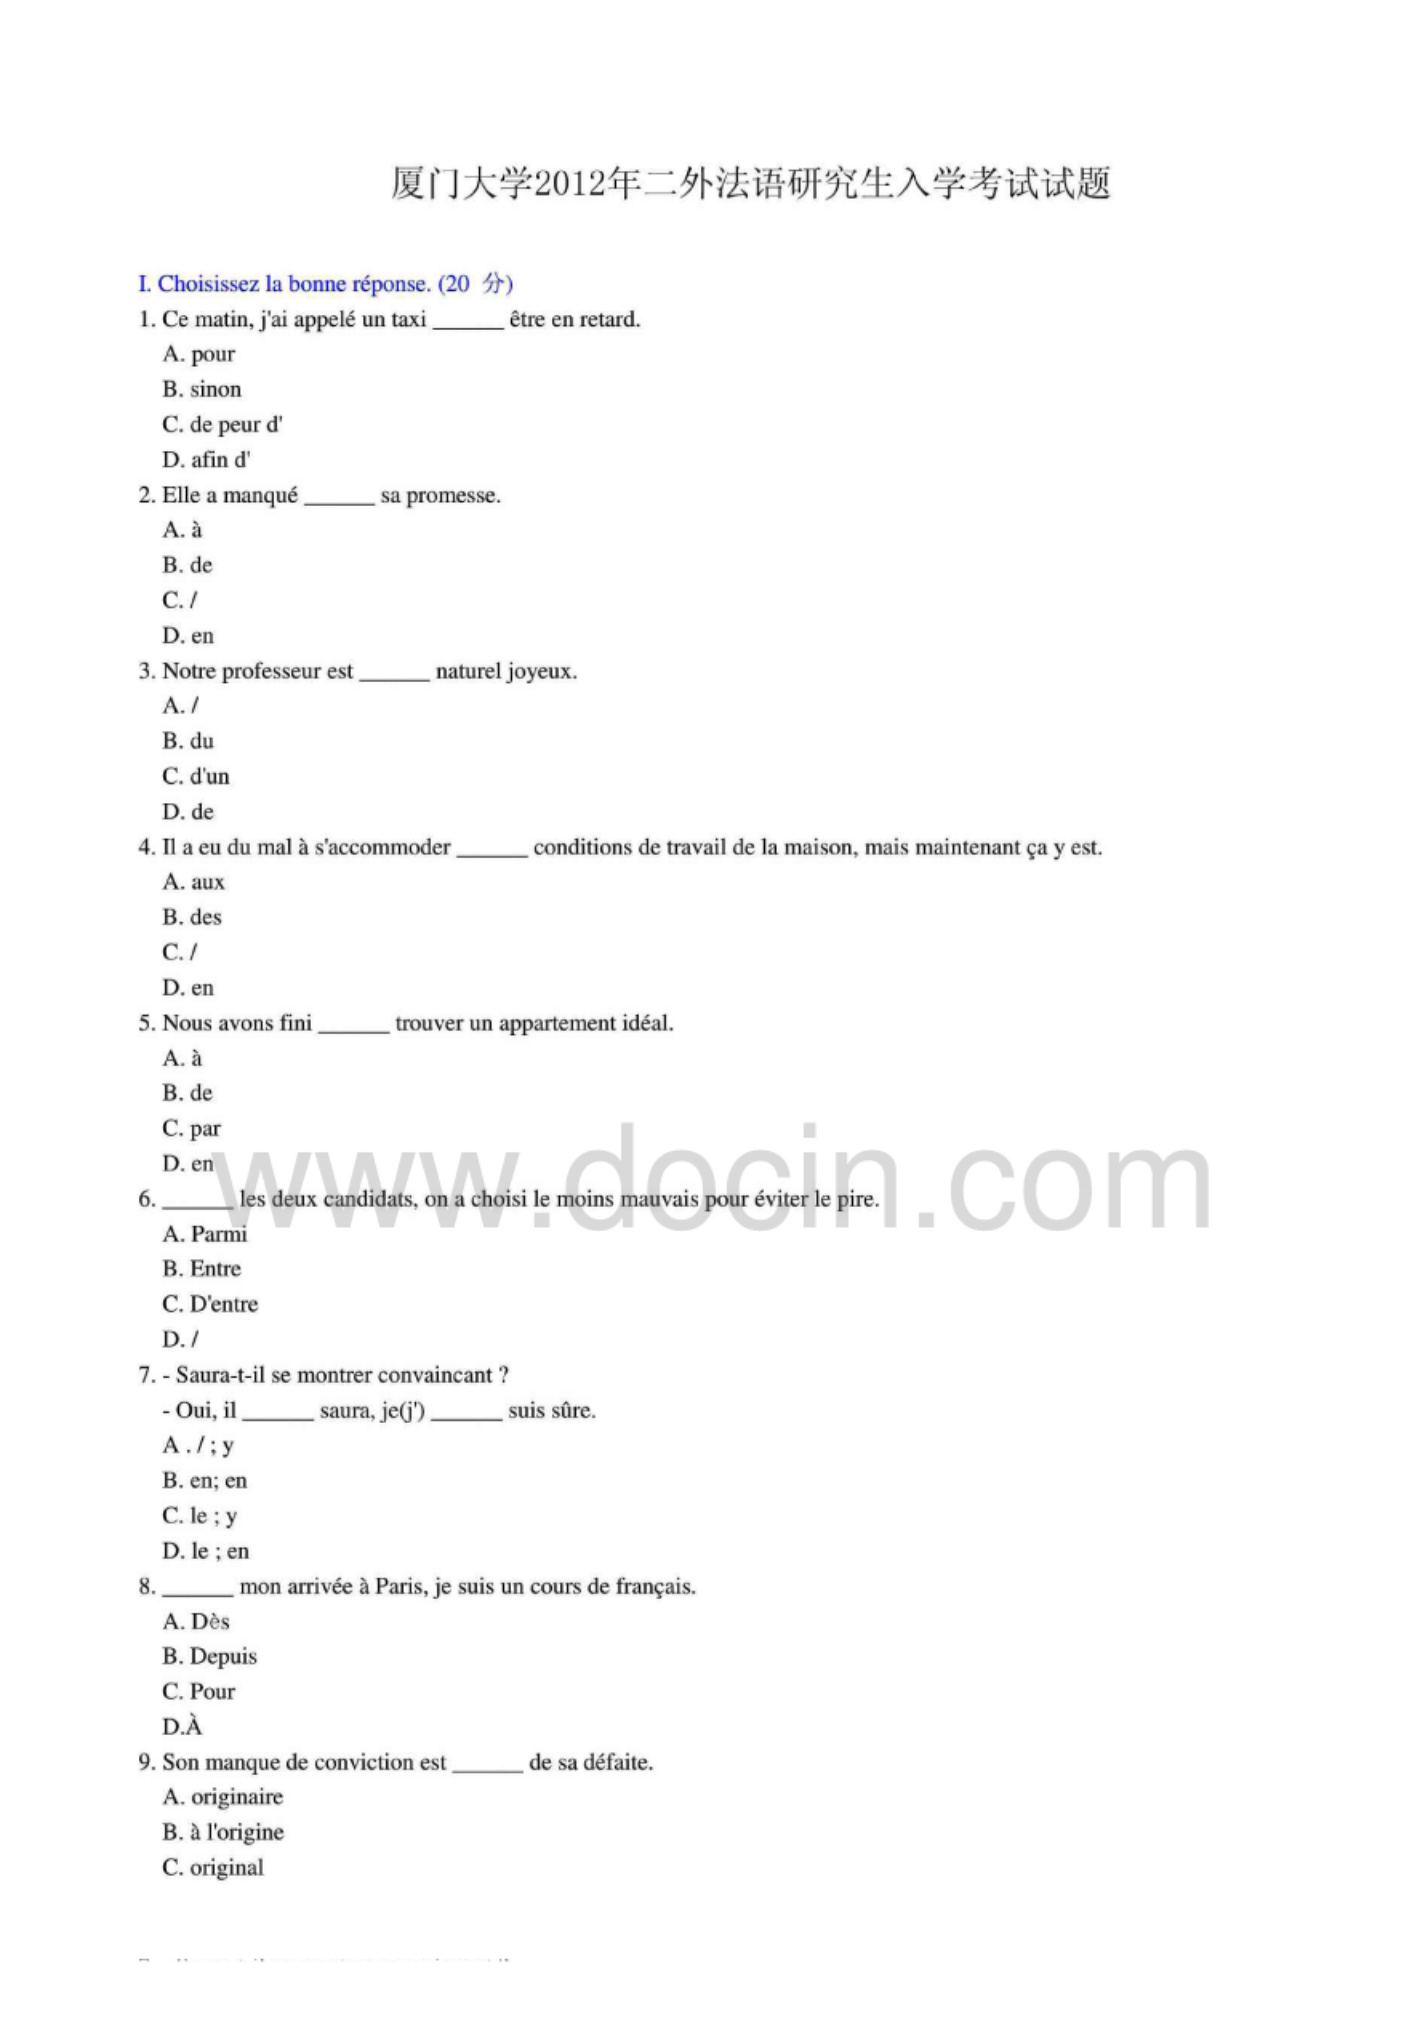 厦门大学2012年二外法语研究生入学考试试题
I. Choisissez la bonne réponse. (20 分)
1. Ce matin, j'ai appelé un taxi ______ être en retard.
A. pour
B. sinon
C. de peur d'
D. afin d'
2. Elle a manqué ______ sa promesse.
A. à
B. de
C. /
D. en
3. Notre professeur est ______ naturel joyeux.
A. /
B. du
C. d'un
D. de
4. Il a eu du mal à s'accommoder ______ conditions de travail de la maison, mais maintenant ça y est.
A. aux
B. des
C. /
D. en
5. Nous avons fini ______ trouver un appartement idéal.
A. à
B. de
C. par
D. en
www.docin.com
6. ______ les deux candidats, on a choisi le moins mauvais pour éviter le pire.
A. Parmi
B. Entre
C. D'entre
D. /
7. - Saura-t-il se montrer convaincant ?
- Oui, il ______ saura, je(j') ______ suis sûre.
A . / ; y
B. en; en
C. le ; y
D. le ; en
8. ______ mon arrivée à Paris, je suis un cours de français.
A. Dès
B. Depuis
C. Pour
D.À
9. Son manque de conviction est ______ de sa défaite.
A. originaire
B. à l'origine
C. original